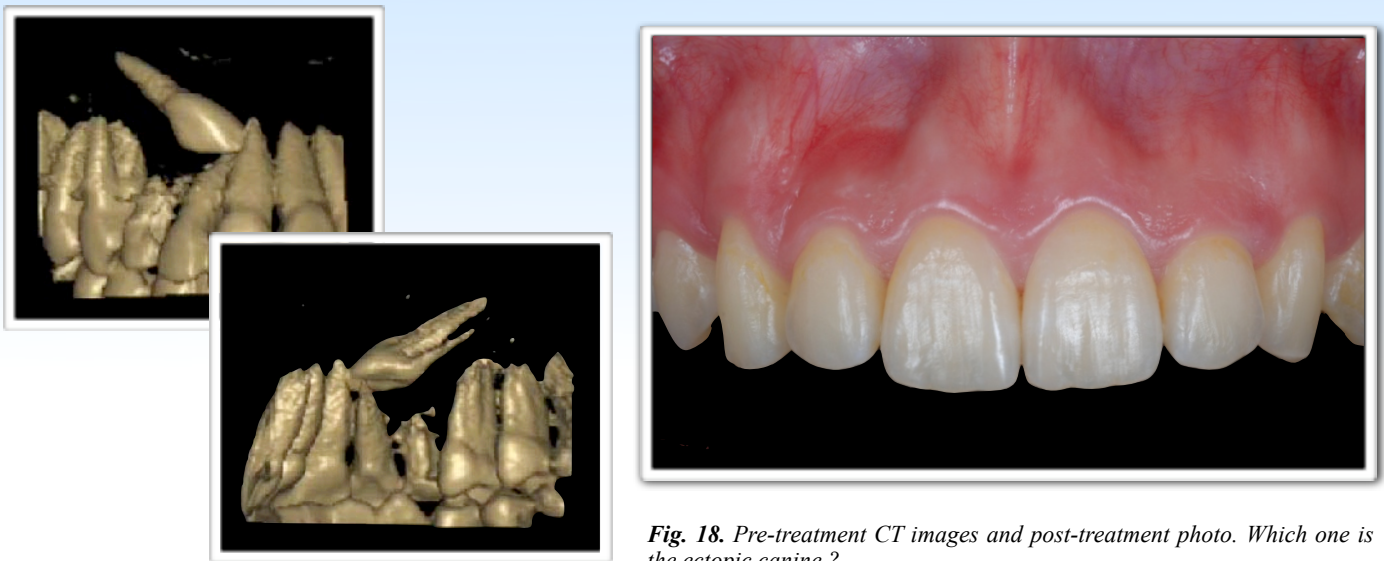 Fig. 18. Pre-treatment CT images and post-treatment photo. Which one is
the ectopic canine ?